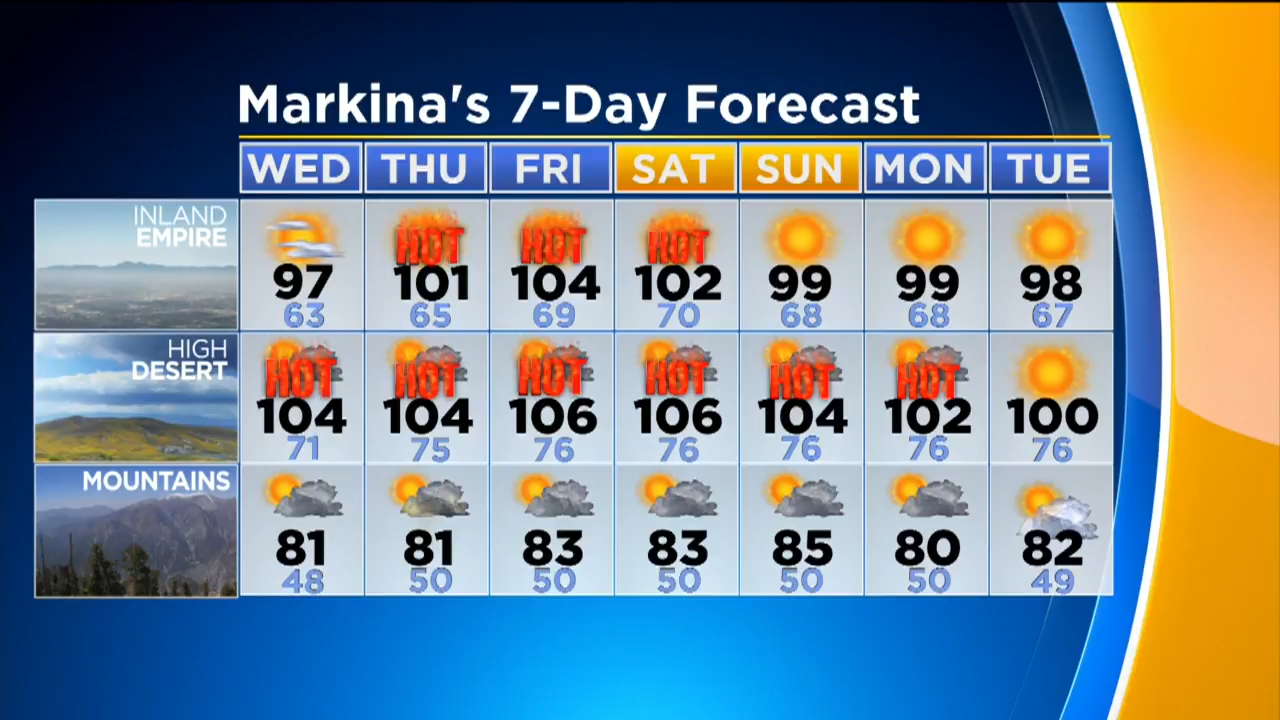 Markina's 7-Day Forecast
WED THU FRI SAT SUN MON TUE
INLAND
EMPIRE
HOT HOT HOT
97 101 104 102 99 99 98
63 65 69 70 68 68 67
HIGH
DESERT
HOT HOT HOT HOT HOT HOT
104 104 106 106 104 102 100
71 75 76 76 76 76 76
MOUNTAINS
81 81 83 83 85 80 82
48 50 50 50 50 50 49